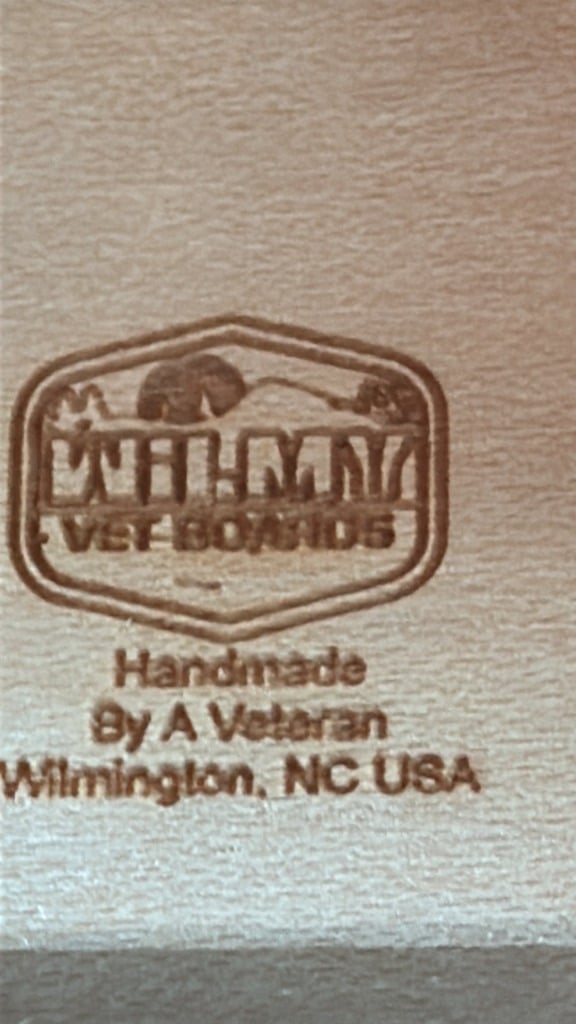 VET BOARDS
Handmade
By A Veteran
Wilmington, NC USA